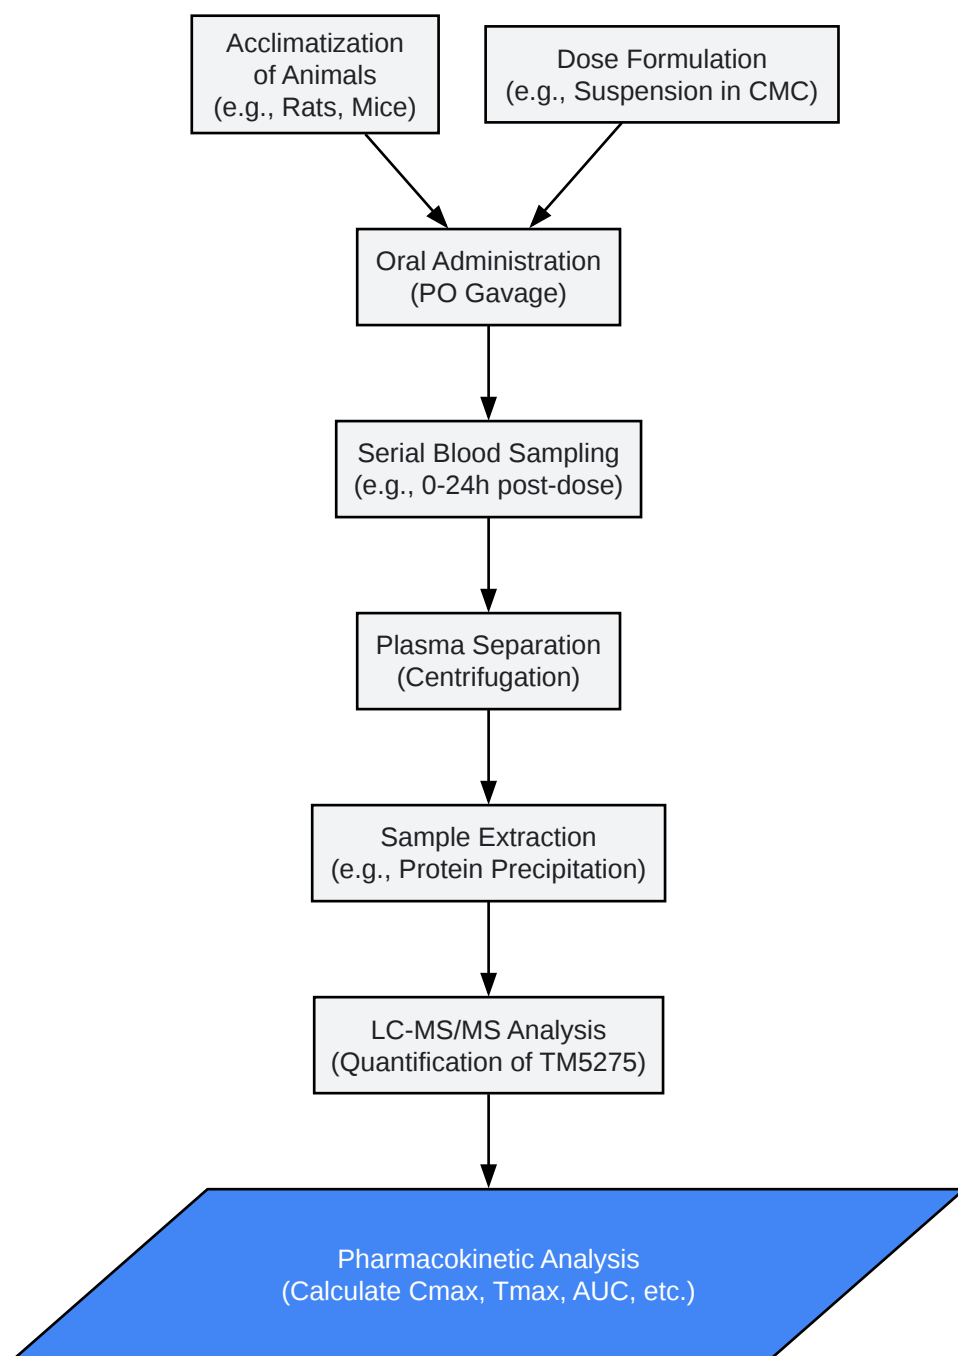 Acclimatization
of Animals
(e.g., Rats, Mice)
Dose Formulation
(e.g., Suspension in CMC)
Oral Administration
(PO Gavage)
Serial Blood Sampling
(e.g., 0-24h post-dose)
Plasma Separation
(Centrifugation)
Sample Extraction
(e.g., Protein Precipitation)
LC-MS/MS Analysis
(Quantification of TM5275)
Pharmacokinetic Analysis
(Calculate Cmax, Tmax, AUC, etc.)